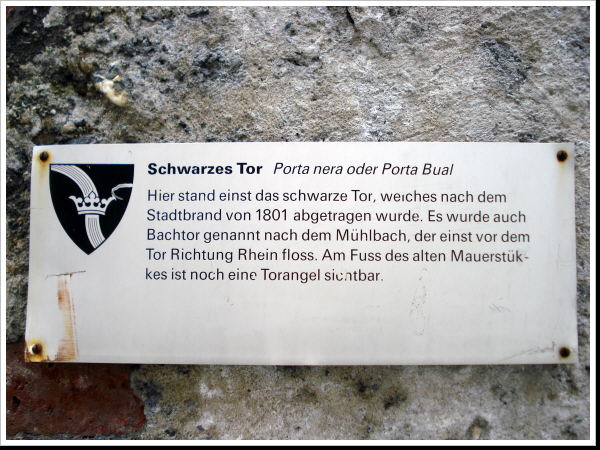 Schwarzes Tor Porta nera oder Porta Bual
Hier stand einst das schwarze Tor, welches nach dem
Stadtbrand von 1801 abgetragen wurde. Es wurde auch
Bachtor genannt nach dem Mühlbach, der einst vor dem
Tor Richtung Rhein floss. Am Fuss des alten Mauerstük-
kes ist noch eine Torangel sichtbar.